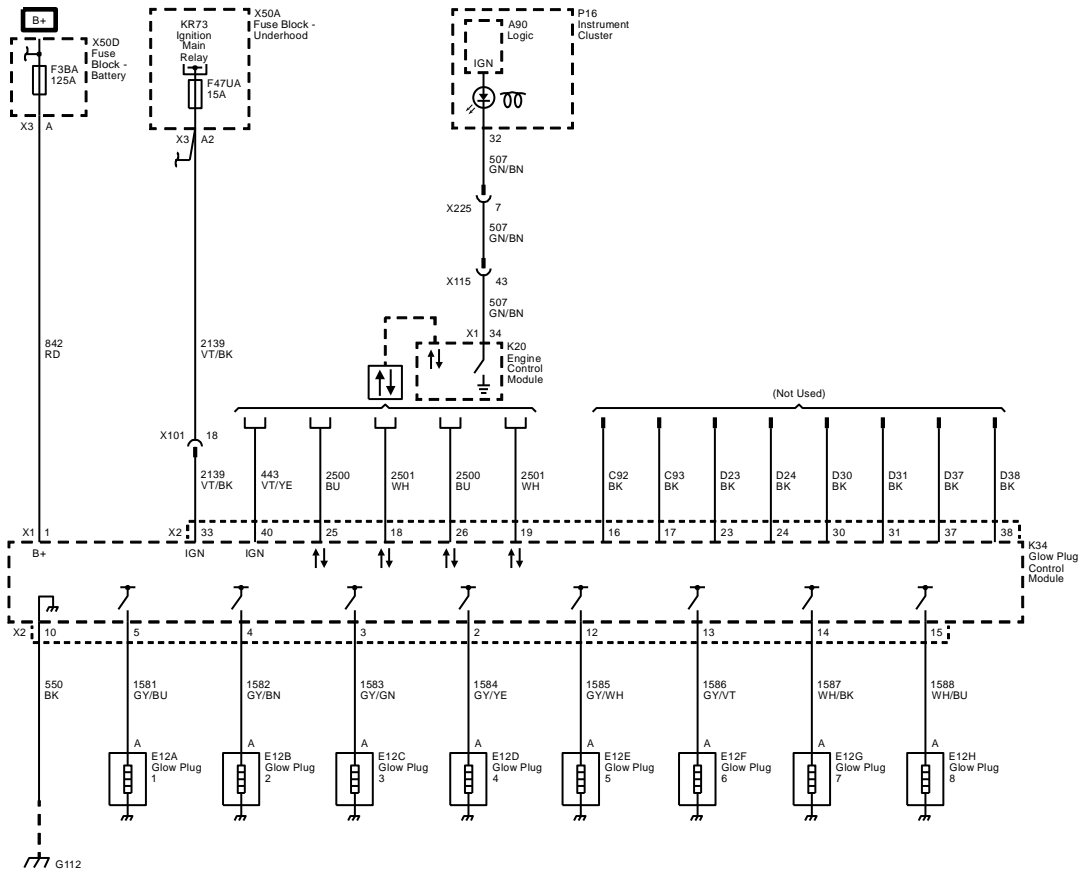 B+
X50D
Fuse
Block -
Battery
F3BA
125A
X3 A
KR73
Ignition
Main
Relay
X50A
Fuse Block -
Underhood
F47UA
15A
X3 A2
P16
Instrument
Cluster
A90
Logic
IGN
32
507
GN/BN
X225 7
507
GN/BN
X115 43
507
GN/BN
X1 34
K20
Engine
Control
Module
842
RD
2139
VT/BK
(Not Used)
X101 18
2139
VT/BK
443
VT/YE
2500
BU
2501
WH
2500
BU
2501
WH
C92
BK
C93
BK
D23
BK
D24
BK
D30
BK
D31
BK
D37
BK
D38
BK
X1 1 X2 33 40 25 18 26 19 16 17 23 24 30 31 37 38
B+ IGN IGN
K34
Glow Plug
Control
Module
X2 10 5 4 3 2 12 13 14 15
550
BK
1581
GY/BU
1582
GY/BN
1583
GY/GN
1584
GY/YE
1585
GY/WH
1586
GY/VT
1587
WH/BK
1588
WH/BU
A A A A A A A A
E12A
Glow Plug
1
E12B
Glow Plug
2
E12C
Glow Plug
3
E12D
Glow Plug
4
E12E
Glow Plug
5
E12F
Glow Plug
6
E12G
Glow Plug
7
E12H
Glow Plug
8
G112